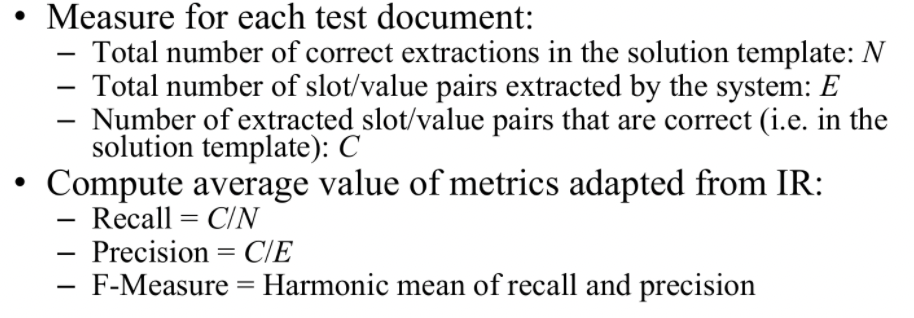 • Measure for each test document:
– Total number of correct extractions in the solution template: N
– Total number of slot/value pairs extracted by the system: E
– Number of extracted slot/value pairs that are correct (i.e. in the
solution template): C
• Compute average value of metrics adapted from IR:
– Recall = C/N
– Precision = C/E
– F-Measure = Harmonic mean of recall and precision